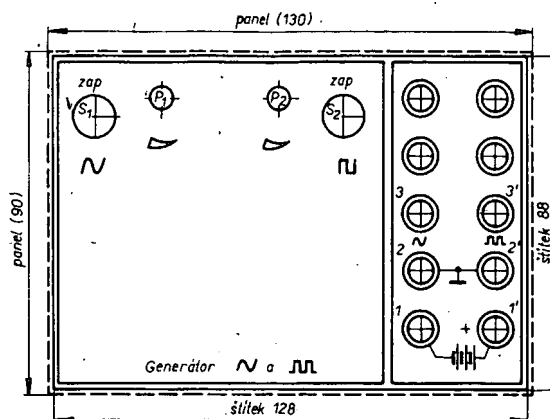 panel (130)
panel (90)
zap
S1
P1
P2
zap
S2
3
3'
2
2'
1
+
1'
Generátor a
štítek 88
štítek 128